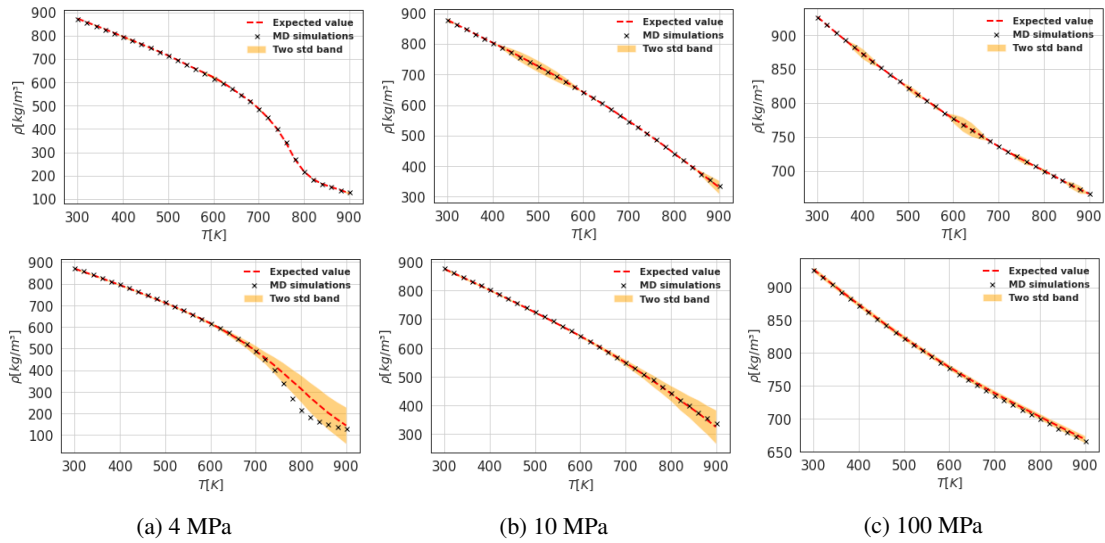 900
800
700
600
500
400
300
200
100
ρ[kg/m³]
Expected value
MD simulations
Two std band
300 400 500 600 700 800 900
T[K]
900
800
700
600
500
400
300
ρ[kg/m³]
Expected value
MD simulations
Two std band
300 400 500 600 700 800 900
T[K]
900
850
800
750
700
ρ[kg/m³]
Expected value
MD simulations
Two std band
300 400 500 600 700 800 900
T[K]
900
800
700
600
500
400
300
200
100
ρ[kg/m³]
Expected value
MD simulations
Two std band
300 400 500 600 700 800 900
T[K]
900
800
700
600
500
400
300
ρ[kg/m³]
Expected value
MD simulations
Two std band
300 400 500 600 700 800 900
T[K]
900
850
800
750
700
650
ρ[kg/m³]
Expected value
MD simulations
Two std band
300 400 500 600 700 800 900
T[K]
(a) 4 MPa
(b) 10 MPa
(c) 100 MPa